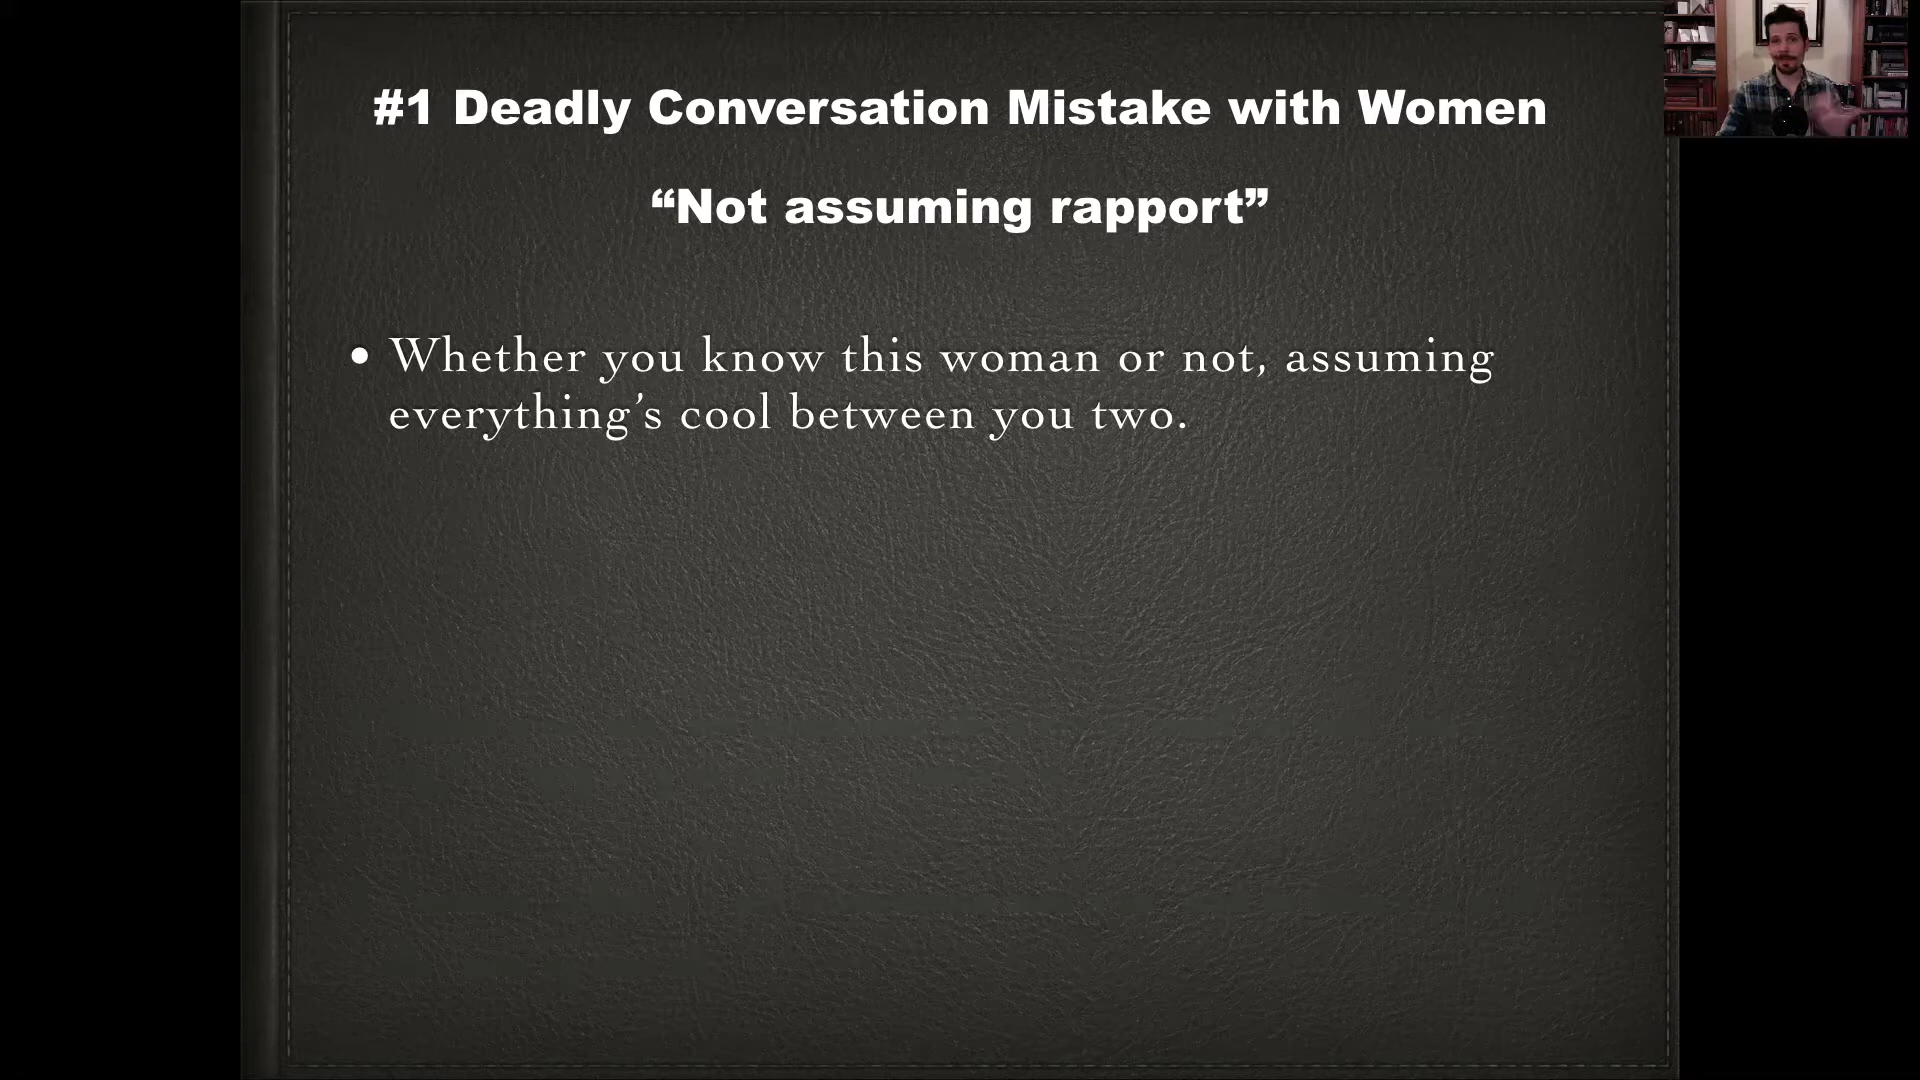 #1 Deadly Conversation Mistake with Women
“Not assuming rapport”
• Whether you know this woman or not, assuming
everything’s cool between you two.